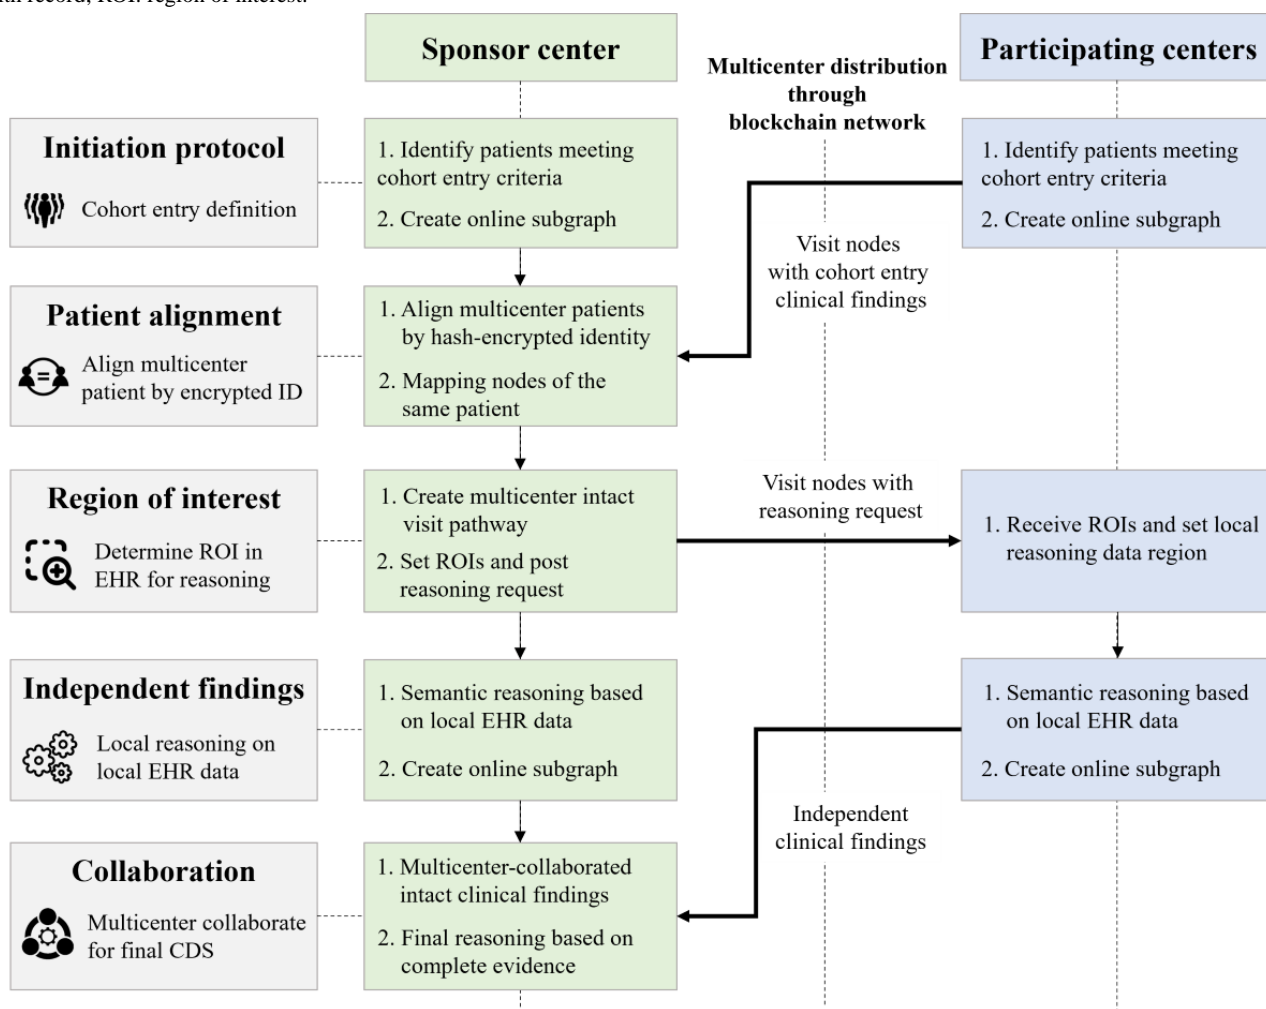 th record; ROI: region of interest.
Sponsor center
Participating centers
Multicenter distribution
through
blockchain network
Initiation protocol
Cohort entry definition
1. Identify patients meeting
cohort entry criteria
2. Create online subgraph
1. Identify patients meeting
cohort entry criteria
2. Create online subgraph
Visit nodes
with cohort entry
clinical findings
Patient alignment
Align multicenter
patient by encrypted ID
1. Align multicenter patients
by hash-encrypted identity
2. Mapping nodes of the
same patient
Region of interest
Determine ROI in
EHR for reasoning
1. Create multicenter intact
visit pathway
2. Set ROIs and post
reasoning request
Visit nodes with
reasoning request
1. Receive ROIs and set local
reasoning data region
Independent findings
Local reasoning on
local EHR data
1. Semantic reasoning based
on local EHR data
2. Create online subgraph
1. Semantic reasoning based
on local EHR data
2. Create online subgraph
Independent
clinical findings
Collaboration
Multicenter collaborate
for final CDS
1. Multicenter-collaborated
intact clinical findings
2. Final reasoning based on
complete evidence